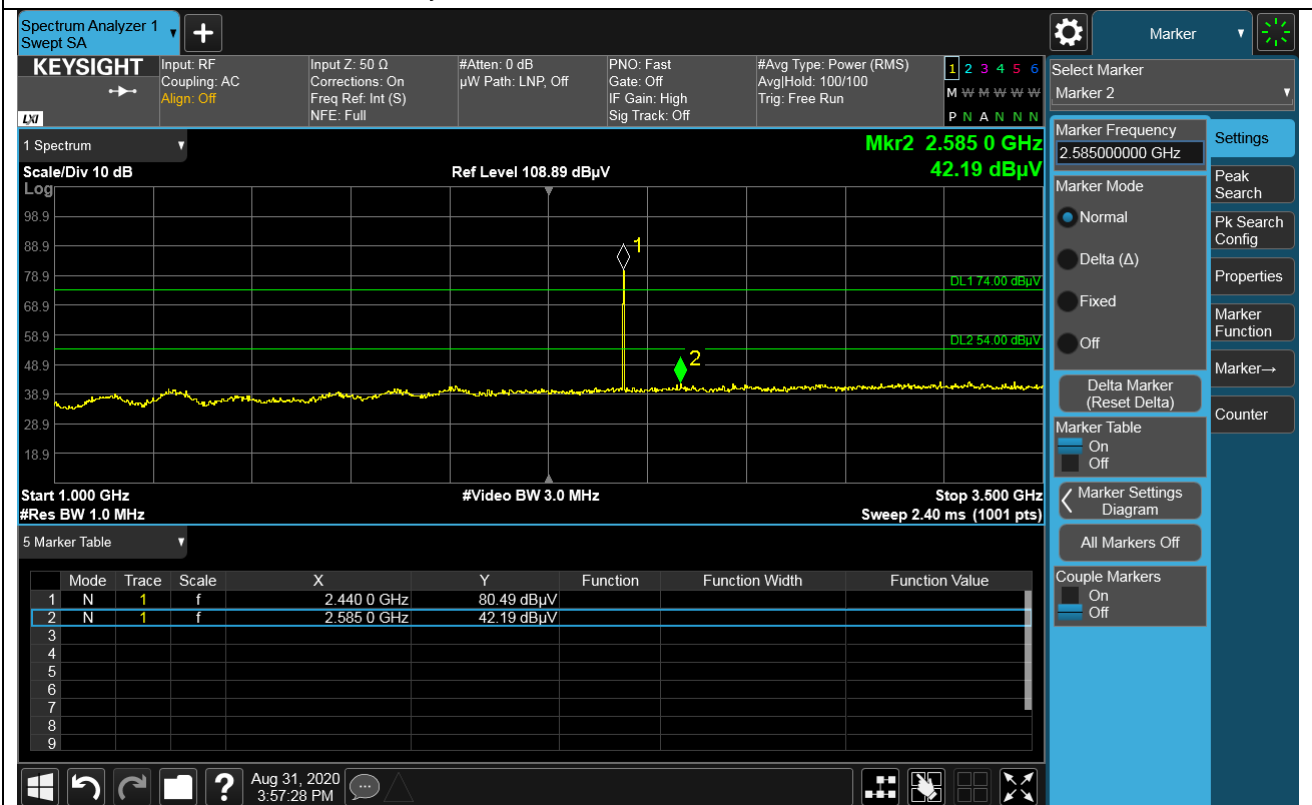 Spectrum Analyzer 1
Swept SA
Marker
KEYSIGHT
LXI
Input: RF
Coupling: AC
Align: Off
Input Z: 50 Ω
Corrections: On
Freq Ref: Int (S)
NFE: Full
#Atten: 0 dB
µW Path: LNP, Off
PNO: Fast
Gate: Off
IF Gain: High
Sig Track: Off
#Avg Type: Power (RMS)
Avg|Hold: 100/100
Trig: Free Run
1 2 3 4 5 6
M W M W W W
P N A N N N
Select Marker
Marker 2
1 Spectrum
Mkr2 2.585 0 GHz
Scale/Div 10 dB
Ref Level 108.89 dBµV
42.19 dBµV
Log
98.9
88.9
78.9
68.9
58.9
48.9
38.9
28.9
18.9
1
DL1 74.00 dBµV
DL2 54.00 dBµV
2
Start 1.000 GHz
#Video BW 3.0 MHz
Stop 3.500 GHz
#Res BW 1.0 MHz
Sweep 2.40 ms (1001 pts)
Marker Frequency
2.585000000 GHz
Marker Mode
Normal
Delta (Δ)
Fixed
Off
Delta Marker
(Reset Delta)
Marker Table
On
Off
Marker Settings
Diagram
All Markers Off
Couple Markers
On
Off
Settings
Peak
Search
Pk Search
Config
Properties
Marker
Function
Marker→
Counter
5 Marker Table
Mode Trace Scale X Y Function Function Width Function Value
1 N 1 f 2.440 0 GHz 80.49 dBµV
2 N 1 f 2.585 0 GHz 42.19 dBµV
3
4
5
6
7
8
9
?
Aug 31, 2020
3:57:28 PM